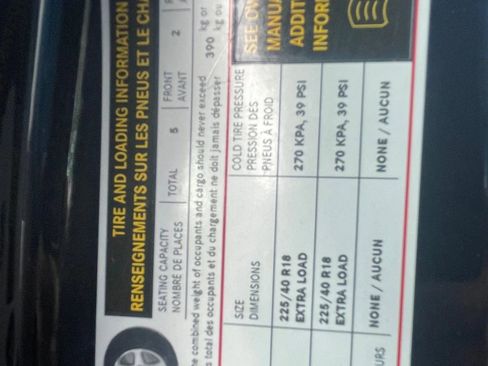 TIRE AND LOADING INFORMATION
RENSEIGNEMENTS SUR LES PNEUS ET LE CHA
SEATING CAPACITY
NOMBRE DE PLACES
TOTAL 5
FRONT
AVANT
2
combined weight of occupants and cargo should never exceed
total des occupants et du chargement ne doit jamais dépasser
390 kg or
kg ou
SIZE
DIMENSIONS
COLD TIRE PRESSURE
PRESSION DES
PNEUS À FROID
SEE OW
MANUA
ADDIT
INFOR
225/40 R18
EXTRA LOAD
270 KPA, 39 PSI
225/40 R18
EXTRA LOAD
270 KPA, 39 PSI
URS
NONE / AUCUN
NONE / AUCUN